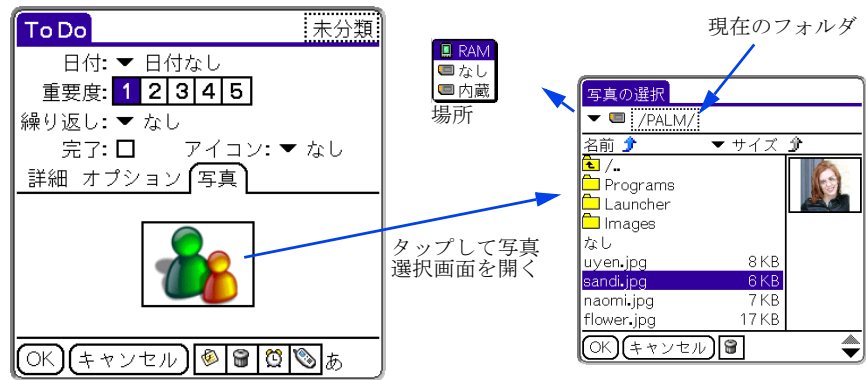 To Do
未分類
日付: ▼ 日付なし
重要度: 1 2 3 4 5
繰り返し: ▼ なし
完了: アイコン: ▼ なし
詳細 オプション 写真
OK キャンセル あ
RAM
なし
内蔵
場所
タップして写真
選択画面を開く
現在のフォルダ
写真の選択
▼ /PALM/
名前 ▼ サイズ
/..
Programs
Launcher
Images
なし
uyen.jpg 8 KB
sandi.jpg 6 KB
naomi.jpg 7 KB
flower.jpg 17 KB
OK キャンセル